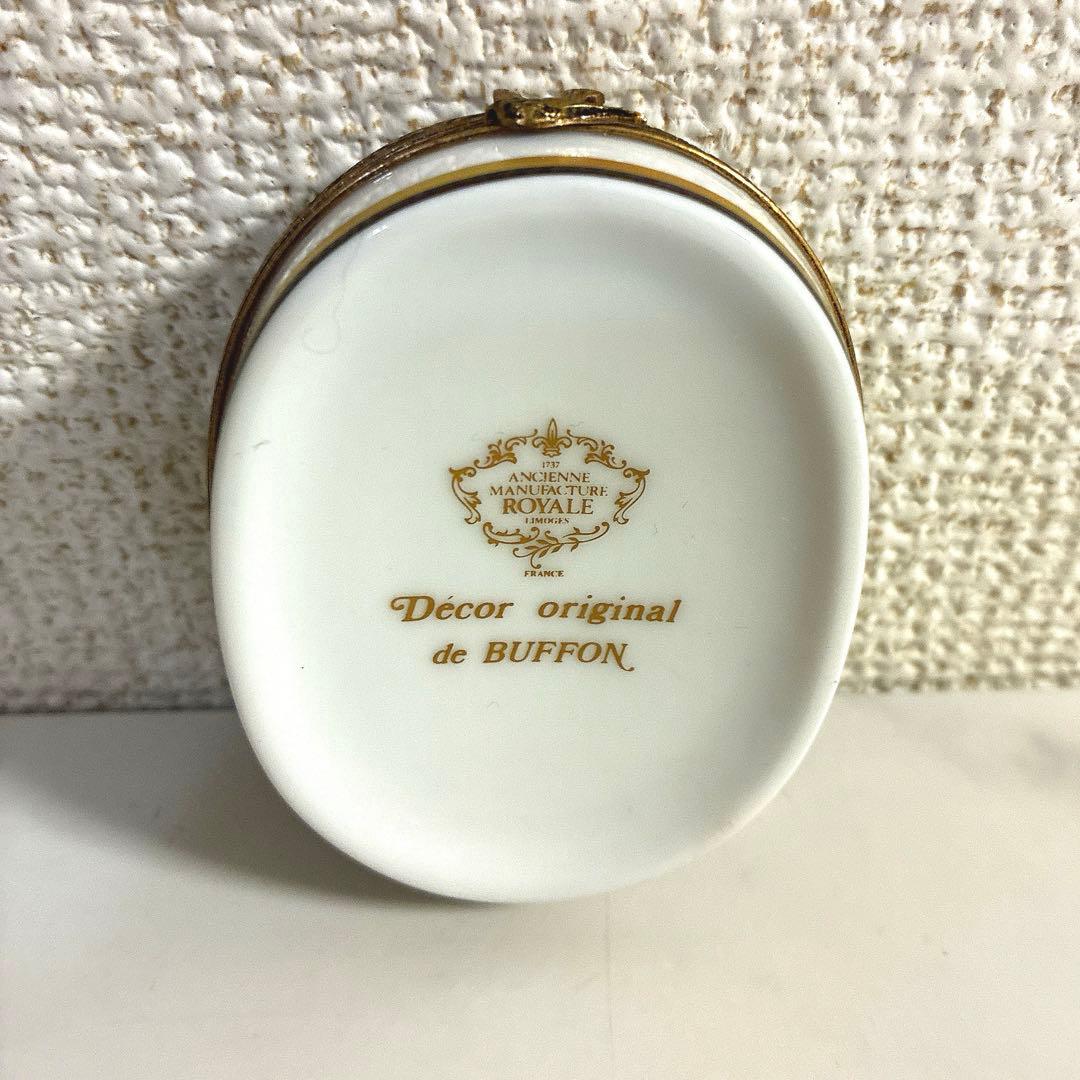 1737
ANCIENNE
MANUFACTURE
ROYALE
LIMOGES
FRANCE
Décor original
de BUFFON